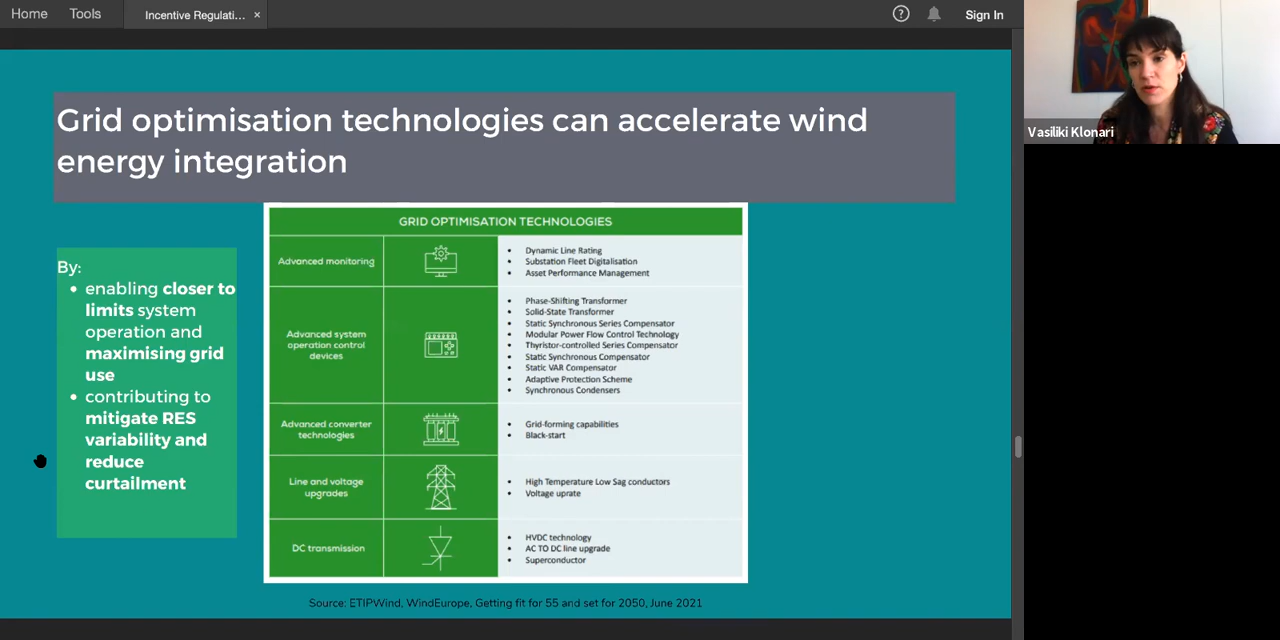 Home
Tools
Incentive Regulati... ×
?
Sign In
Grid optimisation technologies can accelerate wind
energy integration
By:
• enabling closer to
limits system
operation and
maximising grid
use
• contributing to
mitigate RES
variability and
reduce
curtailment
GRID OPTIMISATION TECHNOLOGIES
Advanced monitoring
• Dynamic Line Rating
• Substation Fleet Digitalisation
• Asset Performance Management
Advanced system
operation control
devices
• Phase-Shifting Transformer
• Solid-State Transformer
• Static Synchronous Series Compensator
• Modular Power Flow Control Technology
• Thyristor-controlled Series Compensator
• Static Synchronous Compensator
• Static VAR Compensator
• Adaptive Protection Scheme
• Synchronous Condensers
Advanced converter
technologies
• Grid-forming capabilities
• Black-start
Line and voltage
upgrades
• High Temperature Low Sag conductors
• Voltage uprate
DC transmission
• HVDC technology
• AC TO DC line upgrade
• Superconductor
Source: ETIPWind, WindEurope, Getting fit for 55 and set for 2050, June 2021
Vasiliki Klonari